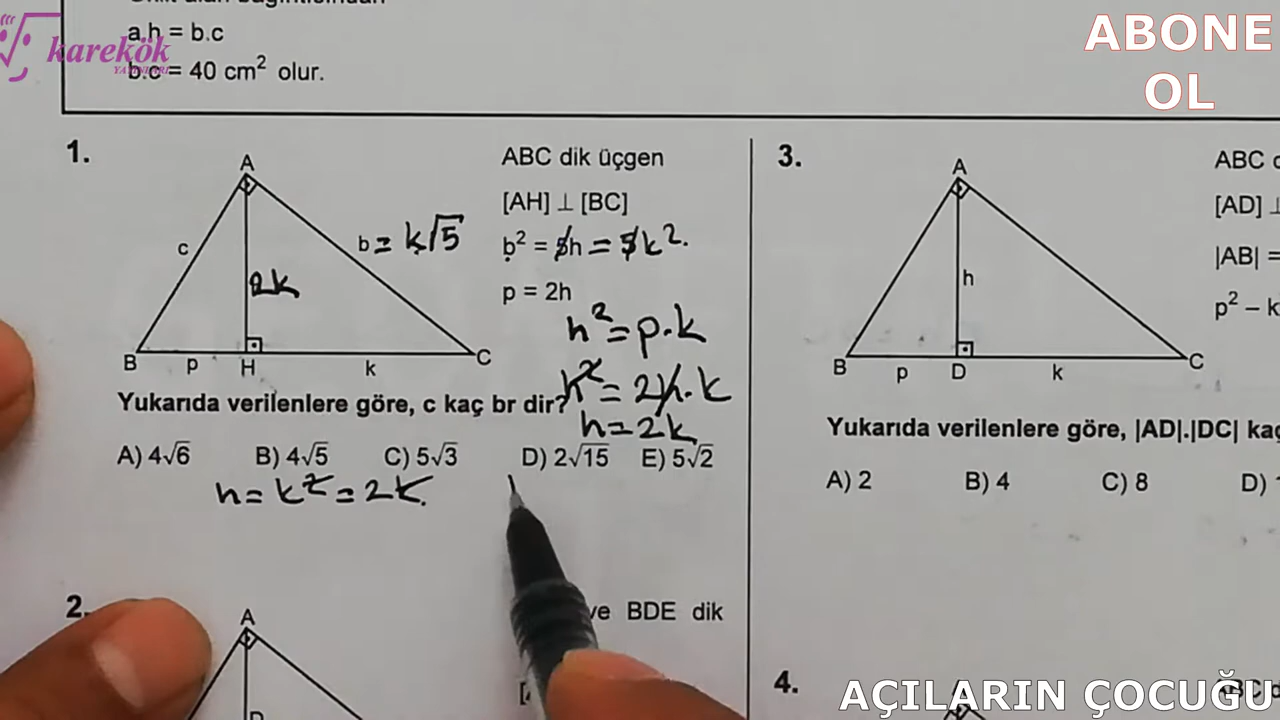 a.h = b.c
b.c = 40 cm² olur.
karekök
YAYINLARI
ABONE
OL
1.
A
c
2k
b = k√5
B
p
H
k
C
ABC dik üçgen
[AH] ⊥ [BC]
b² = 5h = 5k².
p = 2h
h² = p.k
h² = 2h.k
h = 2k
Yukarıda verilenlere göre, c kaç br dir?
A) 4√6 B) 4√5 C) 5√3 D) 2√15 E) 5√2
h = k² = 2k.
2.
A
ve BDE dik
3.
A
h
B
p
D
k
C
ABC
[AD] ⊥
|AB| =
p² – k
Yukarıda verilenlere göre, |AD|.|DC| kaç
A) 2 B) 4 C) 8 D)
4.
ABC
AÇILARIN ÇOCUĞU